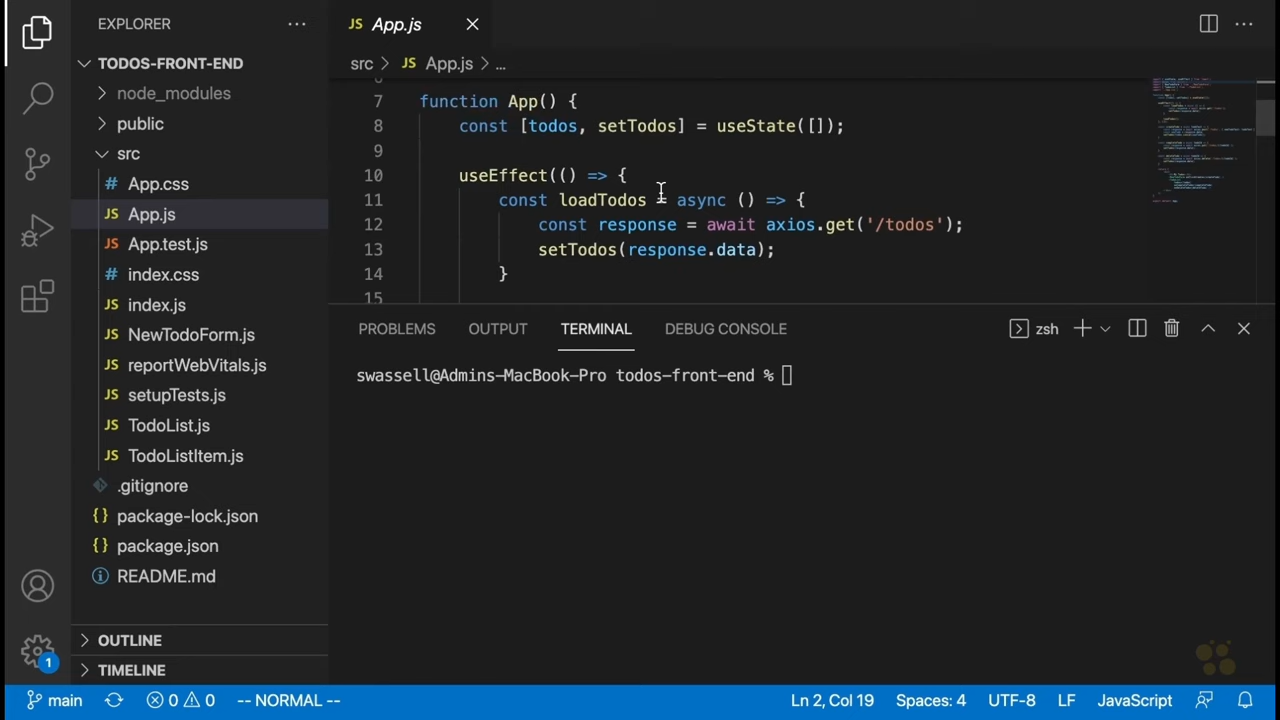 EXPLORER
TODOS-FRONT-END
node_modules
public
src
# App.css
JS App.js
JS App.test.js
# index.css
JS index.js
JS NewTodoForm.js
JS reportWebVitals.js
JS setupTests.js
JS TodoList.js
JS TodoListItem.js
.gitignore
{} package-lock.json
{} package.json
README.md
OUTLINE
TIMELINE
1
JS App.js
src > JS App.js > ...
7 function App() {
8 const [todos, setTodos] = useState([]);
9
10 useEffect(() => {
11 const loadTodos = async () => {
12 const response = await axios.get('/todos');
13 setTodos(response.data);
14 }
15
PROBLEMS OUTPUT TERMINAL DEBUG CONSOLE zsh
swassell@Admins-MacBook-Pro todos-front-end %
main 0 0 -- NORMAL -- Ln 2, Col 19 Spaces: 4 UTF-8 LF JavaScript